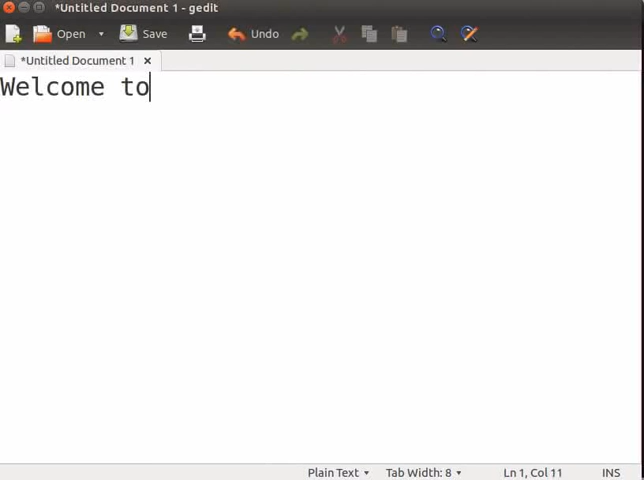 *Untitled Document 1 - gedit
Open Save Undo
*Untitled Document 1
Welcome to
Plain Text Tab Width: 8 Ln 1, Col 11 INS